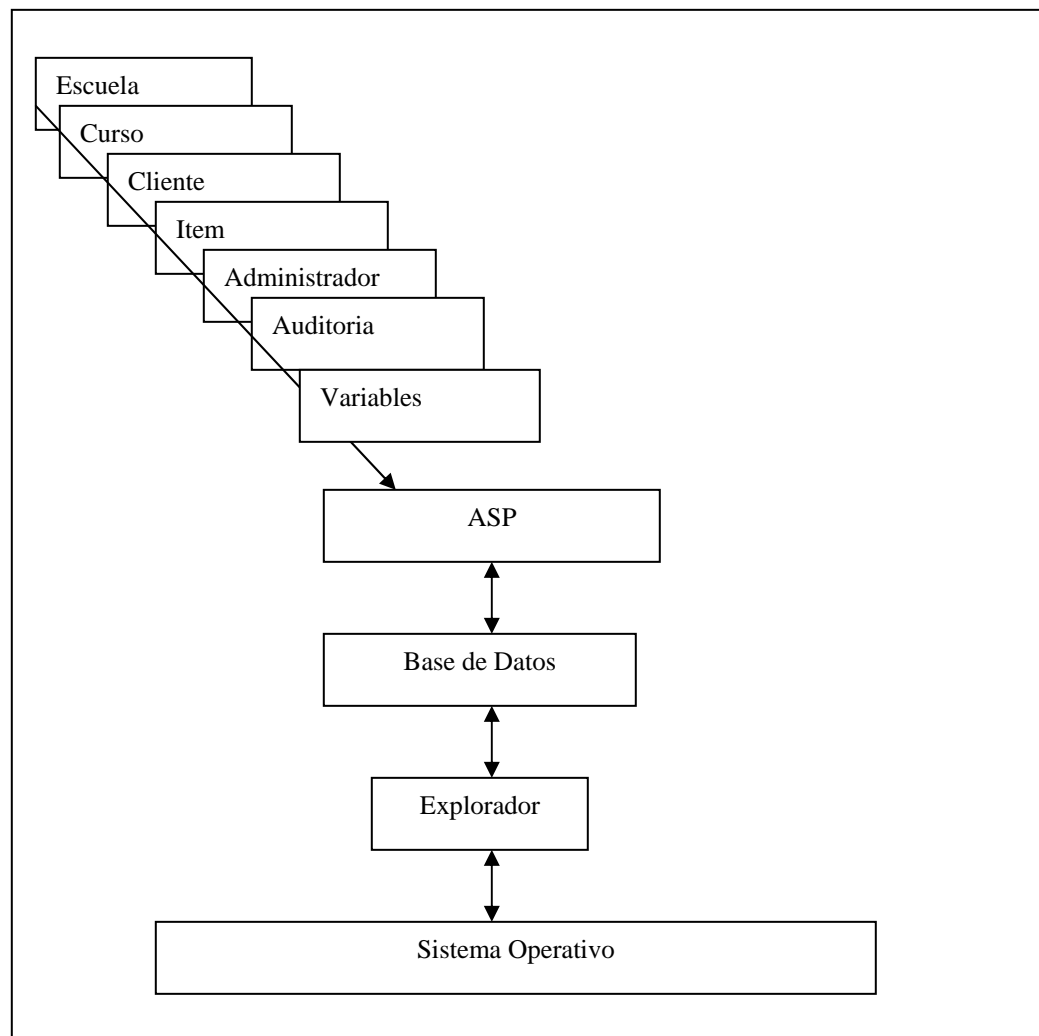 Escuela
Curso
Cliente
Item
Administrador
Auditoria
Variables
ASP
Base de Datos
Explorador
Sistema Operativo